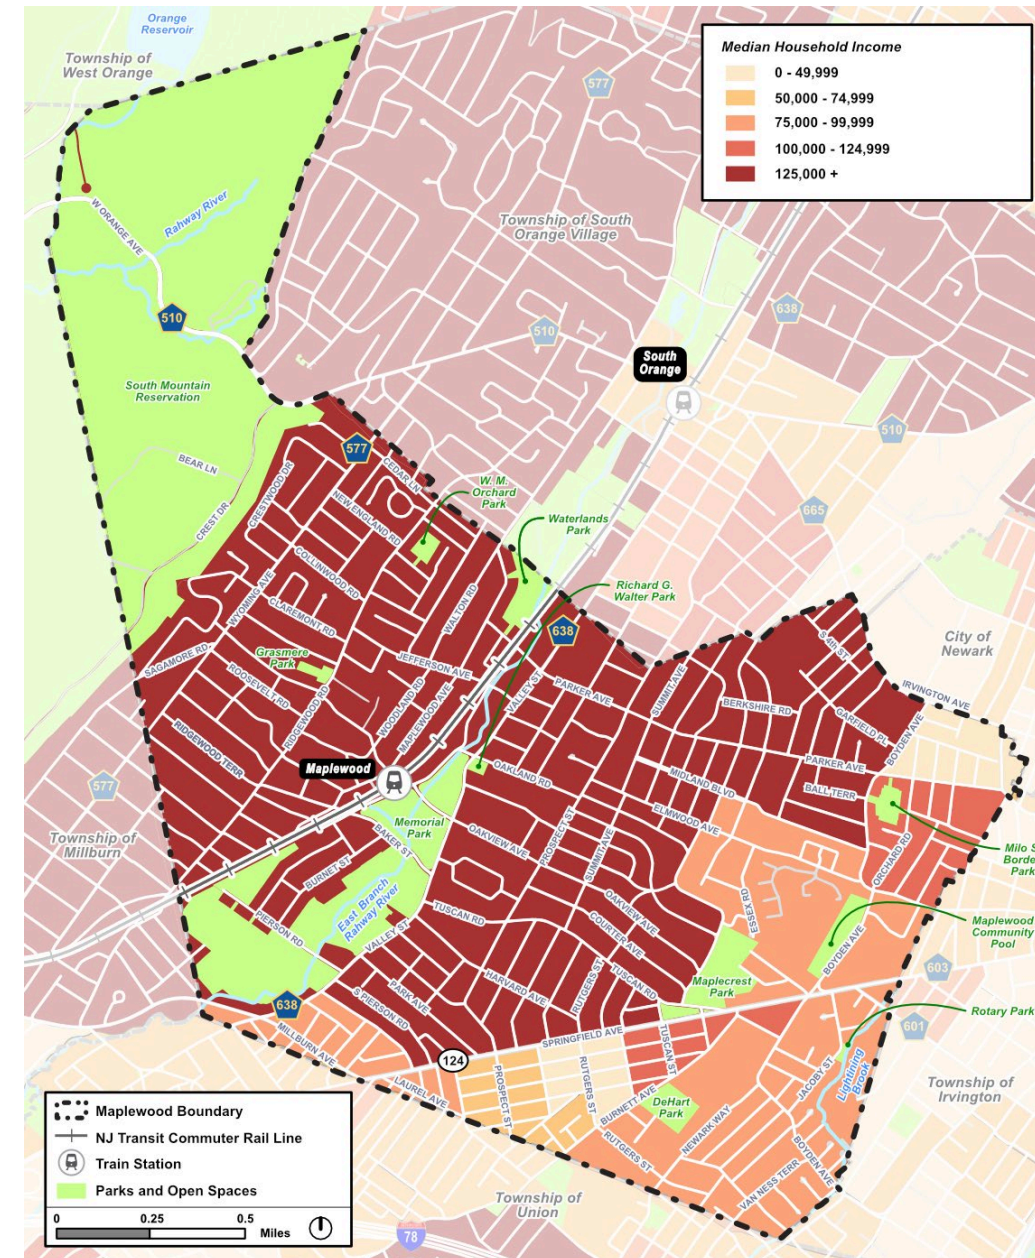 Orange
Reservoir
Township of
West Orange
577
Median Household Income
0 - 49,999
50,000 - 74,999
75,000 - 99,999
100,000 - 124,999
125,000 +
W ORANGE AVE
Rahway River
Township of South
Orange Village
510
510
638
South
Orange
South Mountain
Reservation
510
577
BEAR LN
CREST DR
CRESTWOOD DR
CEDAR LN
NEW ENGLAND RD
W. M.
Orchard
Park
665
Waterlands
Park
COLLINWOOD RD
WYOMING AVE
CLAREMONT RD
WALTON RD
Richard G.
Walter Park
638
City of
Newark
SAGAMORE RD
Grasmere
Park
JEFFERSON AVE
ROOSEVELT RD
RIDGEWOOD RD
WOODLAND RD
MAPLEWOOD AVE
VALLEY ST
PARKER AVE
SUMMIT AVE
S 4th ST
BERKSHIRE RD
GARFIELD PL
IRVINGTON AVE
BOYDEN AVE
RIDGEWOOD TERR
Maplewood
OAKLAND RD
MIDLAND BLVD
PARKER AVE
BALL TERR
577
Township of
Millburn
Memorial
Park
BAKER ST
OAKVIEW AVE
PROSPECT ST
SUMMIT AVE
ELMWOOD AVE
ORCHARD RD
Milo S
Borde
Park
BURNET ST
East Branch
Rahway River
PIERSON RD
VALLEY ST
TUSCAN RD
OAKVIEW AVE
COURTER AVE
ESSEX RD
BOYDEN AVE
Maplewood
Community
Pool
603
Maplecrest
Park
HARVARD AVE
RUTGERS ST
TUSCAN RD
638
PARK AVE
S PIERSON RD
Rotary Park
601
MILLBURN AVE
124
SPRINGFIELD AVE
TUSCAN ST
LAUREL AVE
PROSPECT ST
RUTGERS ST
BURNETT AVE
DeHart
Park
JACOBY ST
Lightining
Brook
Township of
Irvington
NEWARK WAY
RUTGERS ST
BOYDEN AVE
VAN NESS TERR
Township of
Union
78
Maplewood Boundary
NJ Transit Commuter Rail Line
Train Station
Parks and Open Spaces
0 0.25 0.5
Miles